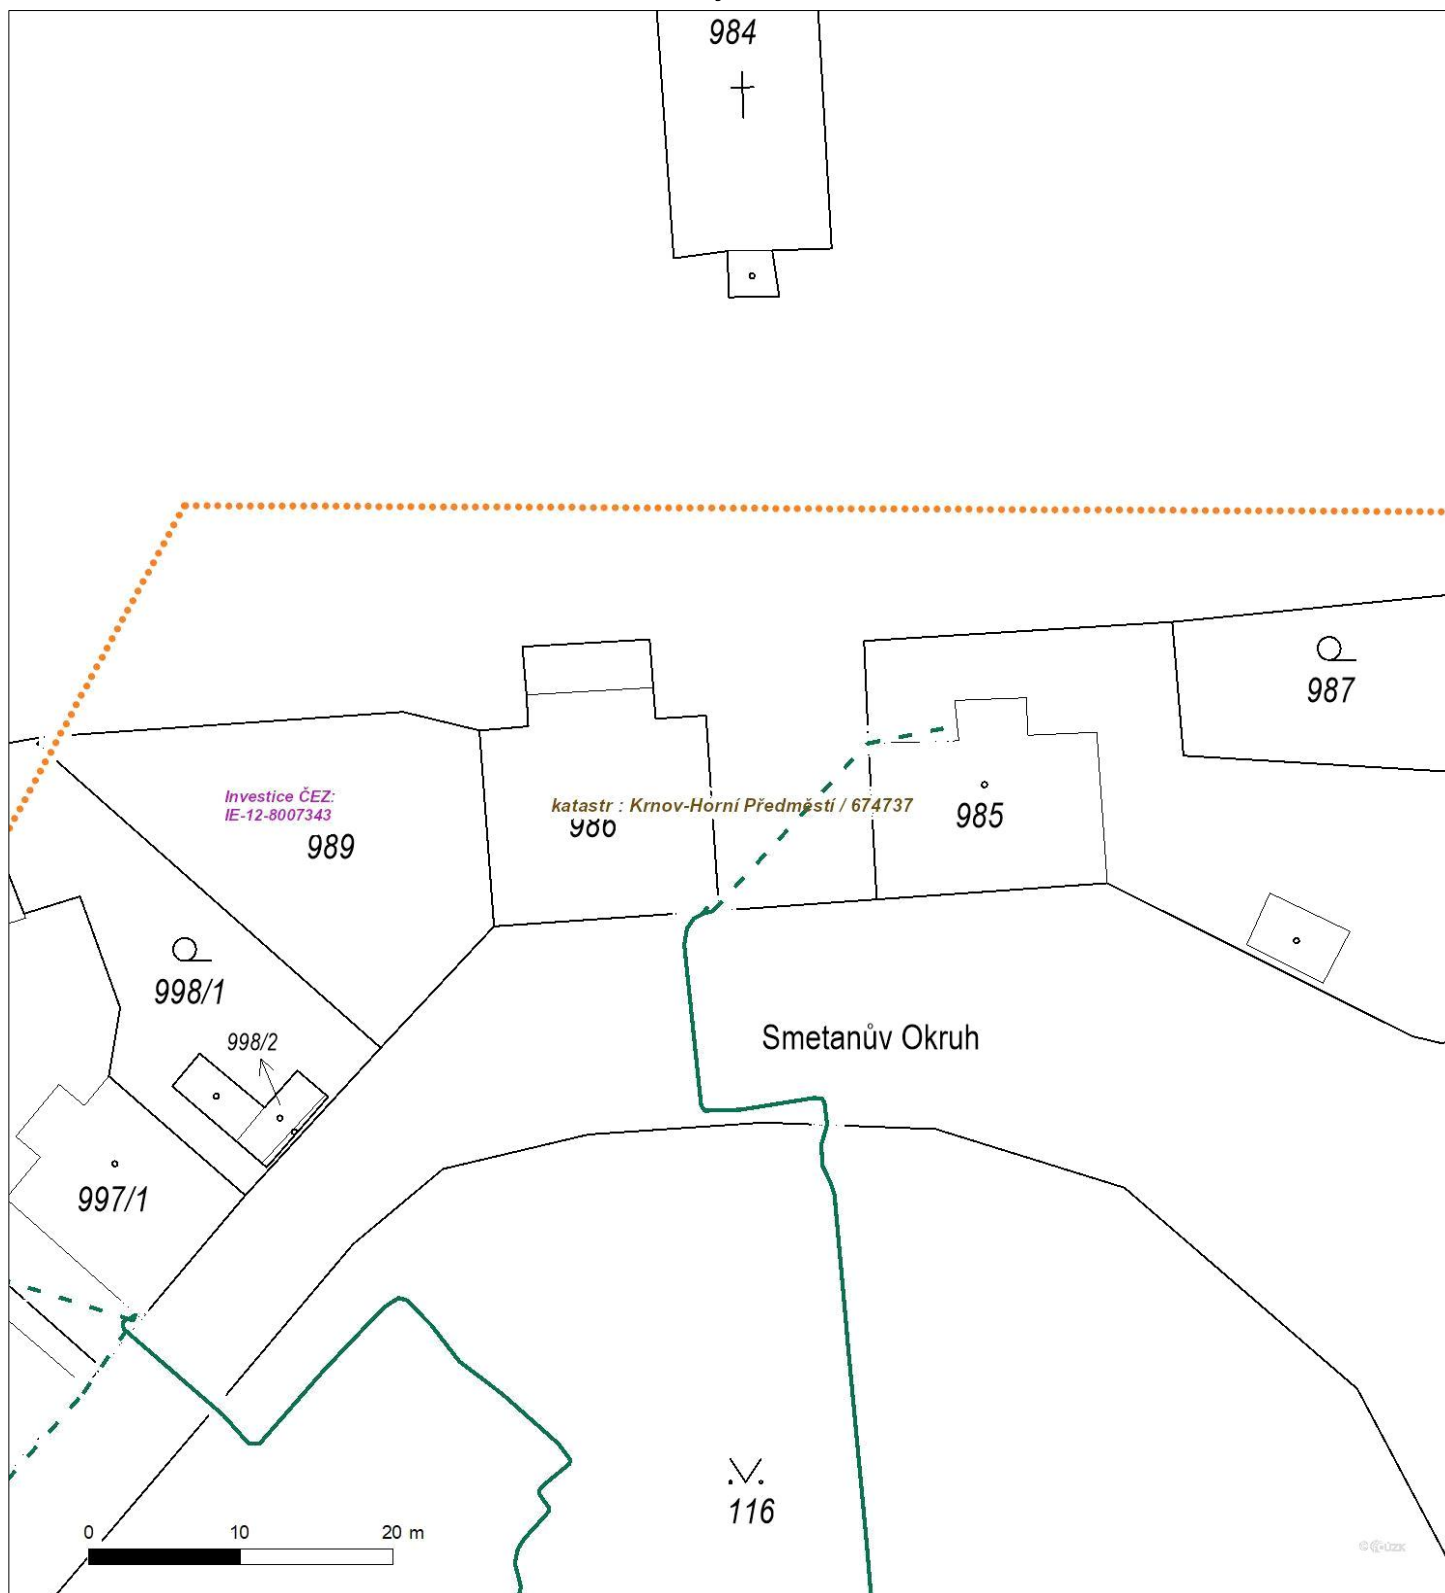 984
987
Investice ČEZ:
IE-12-8007343
katastr : Krnov-Horní Předměstí / 674737
989
986
985
998/1
998/2
Smetanův Okruh
997/1
116
0 10 20 m
© ČÚZK